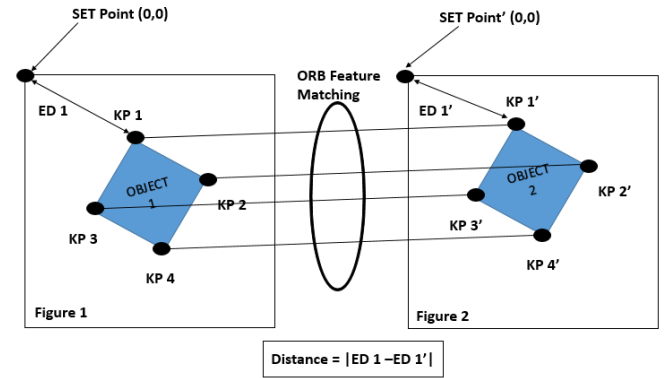 SET Point (0,0)
SET Point’ (0,0)
ORB Feature
Matching
ED 1
KP 1
ED 1’
KP 1’
OBJECT
1
KP 2
KP 3
KP 4
OBJECT
2
KP 2’
KP 3’
KP 4’
Figure 1
Figure 2
Distance = |ED 1 –ED 1’|